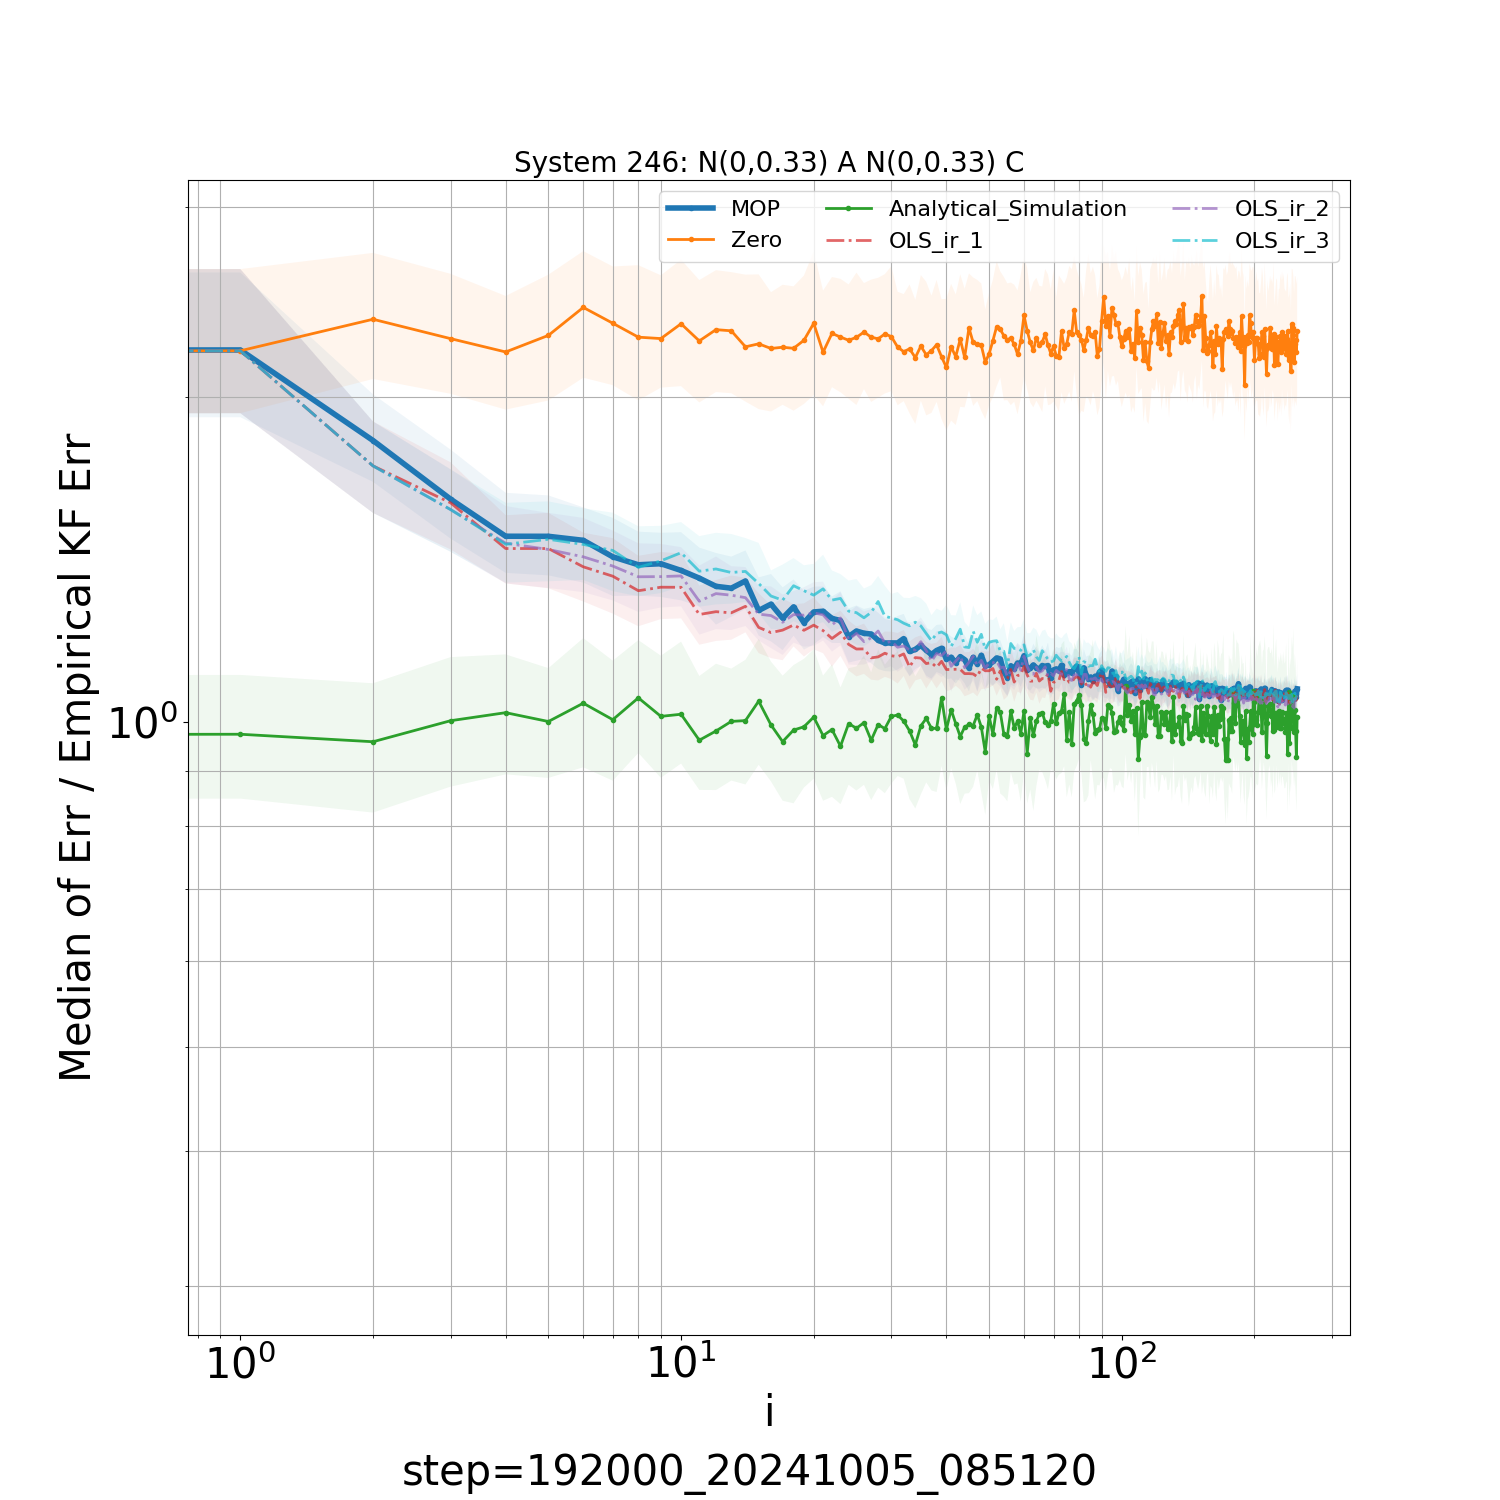 System 246: N(0,0.33) A N(0,0.33) C
MOP
Zero
Analytical_Simulation
OLS_ir_1
OLS_ir_2
OLS_ir_3
Median of Err / Empirical KF Err
10⁰
10⁰ 10¹ 10²
i
step=192000_20241005_085120